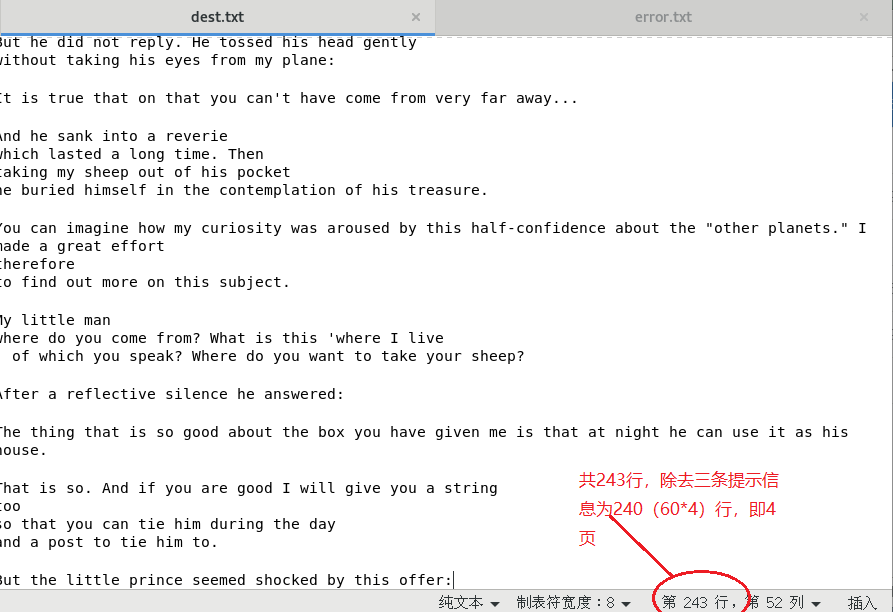 dest.txt × error.txt ×
But he did not reply. He tossed his head gently
without taking his eyes from my plane:
It is true that on that you can't have come from very far away...
And he sank into a reverie
which lasted a long time. Then
taking my sheep out of his pocket
he buried himself in the contemplation of his treasure.
You can imagine how my curiosity was aroused by this half-confidence about the "other planets." I
made a great effort
therefore
to find out more on this subject.
My little man
where do you come from? What is this 'where I live
of which you speak? Where do you want to take your sheep?
After a reflective silence he answered:
The thing that is so good about the box you have given me is that at night he can use it as his
house.
That is so. And if you are good I will give you a string
too
so that you can tie him during the day
and a post to tie him to.
But the little prince seemed shocked by this offer:
共243行，除去三条提示信
息为240（60*4）行，即4
页
纯文本 制表符宽度：8 第 243 行，第 52 列 插入